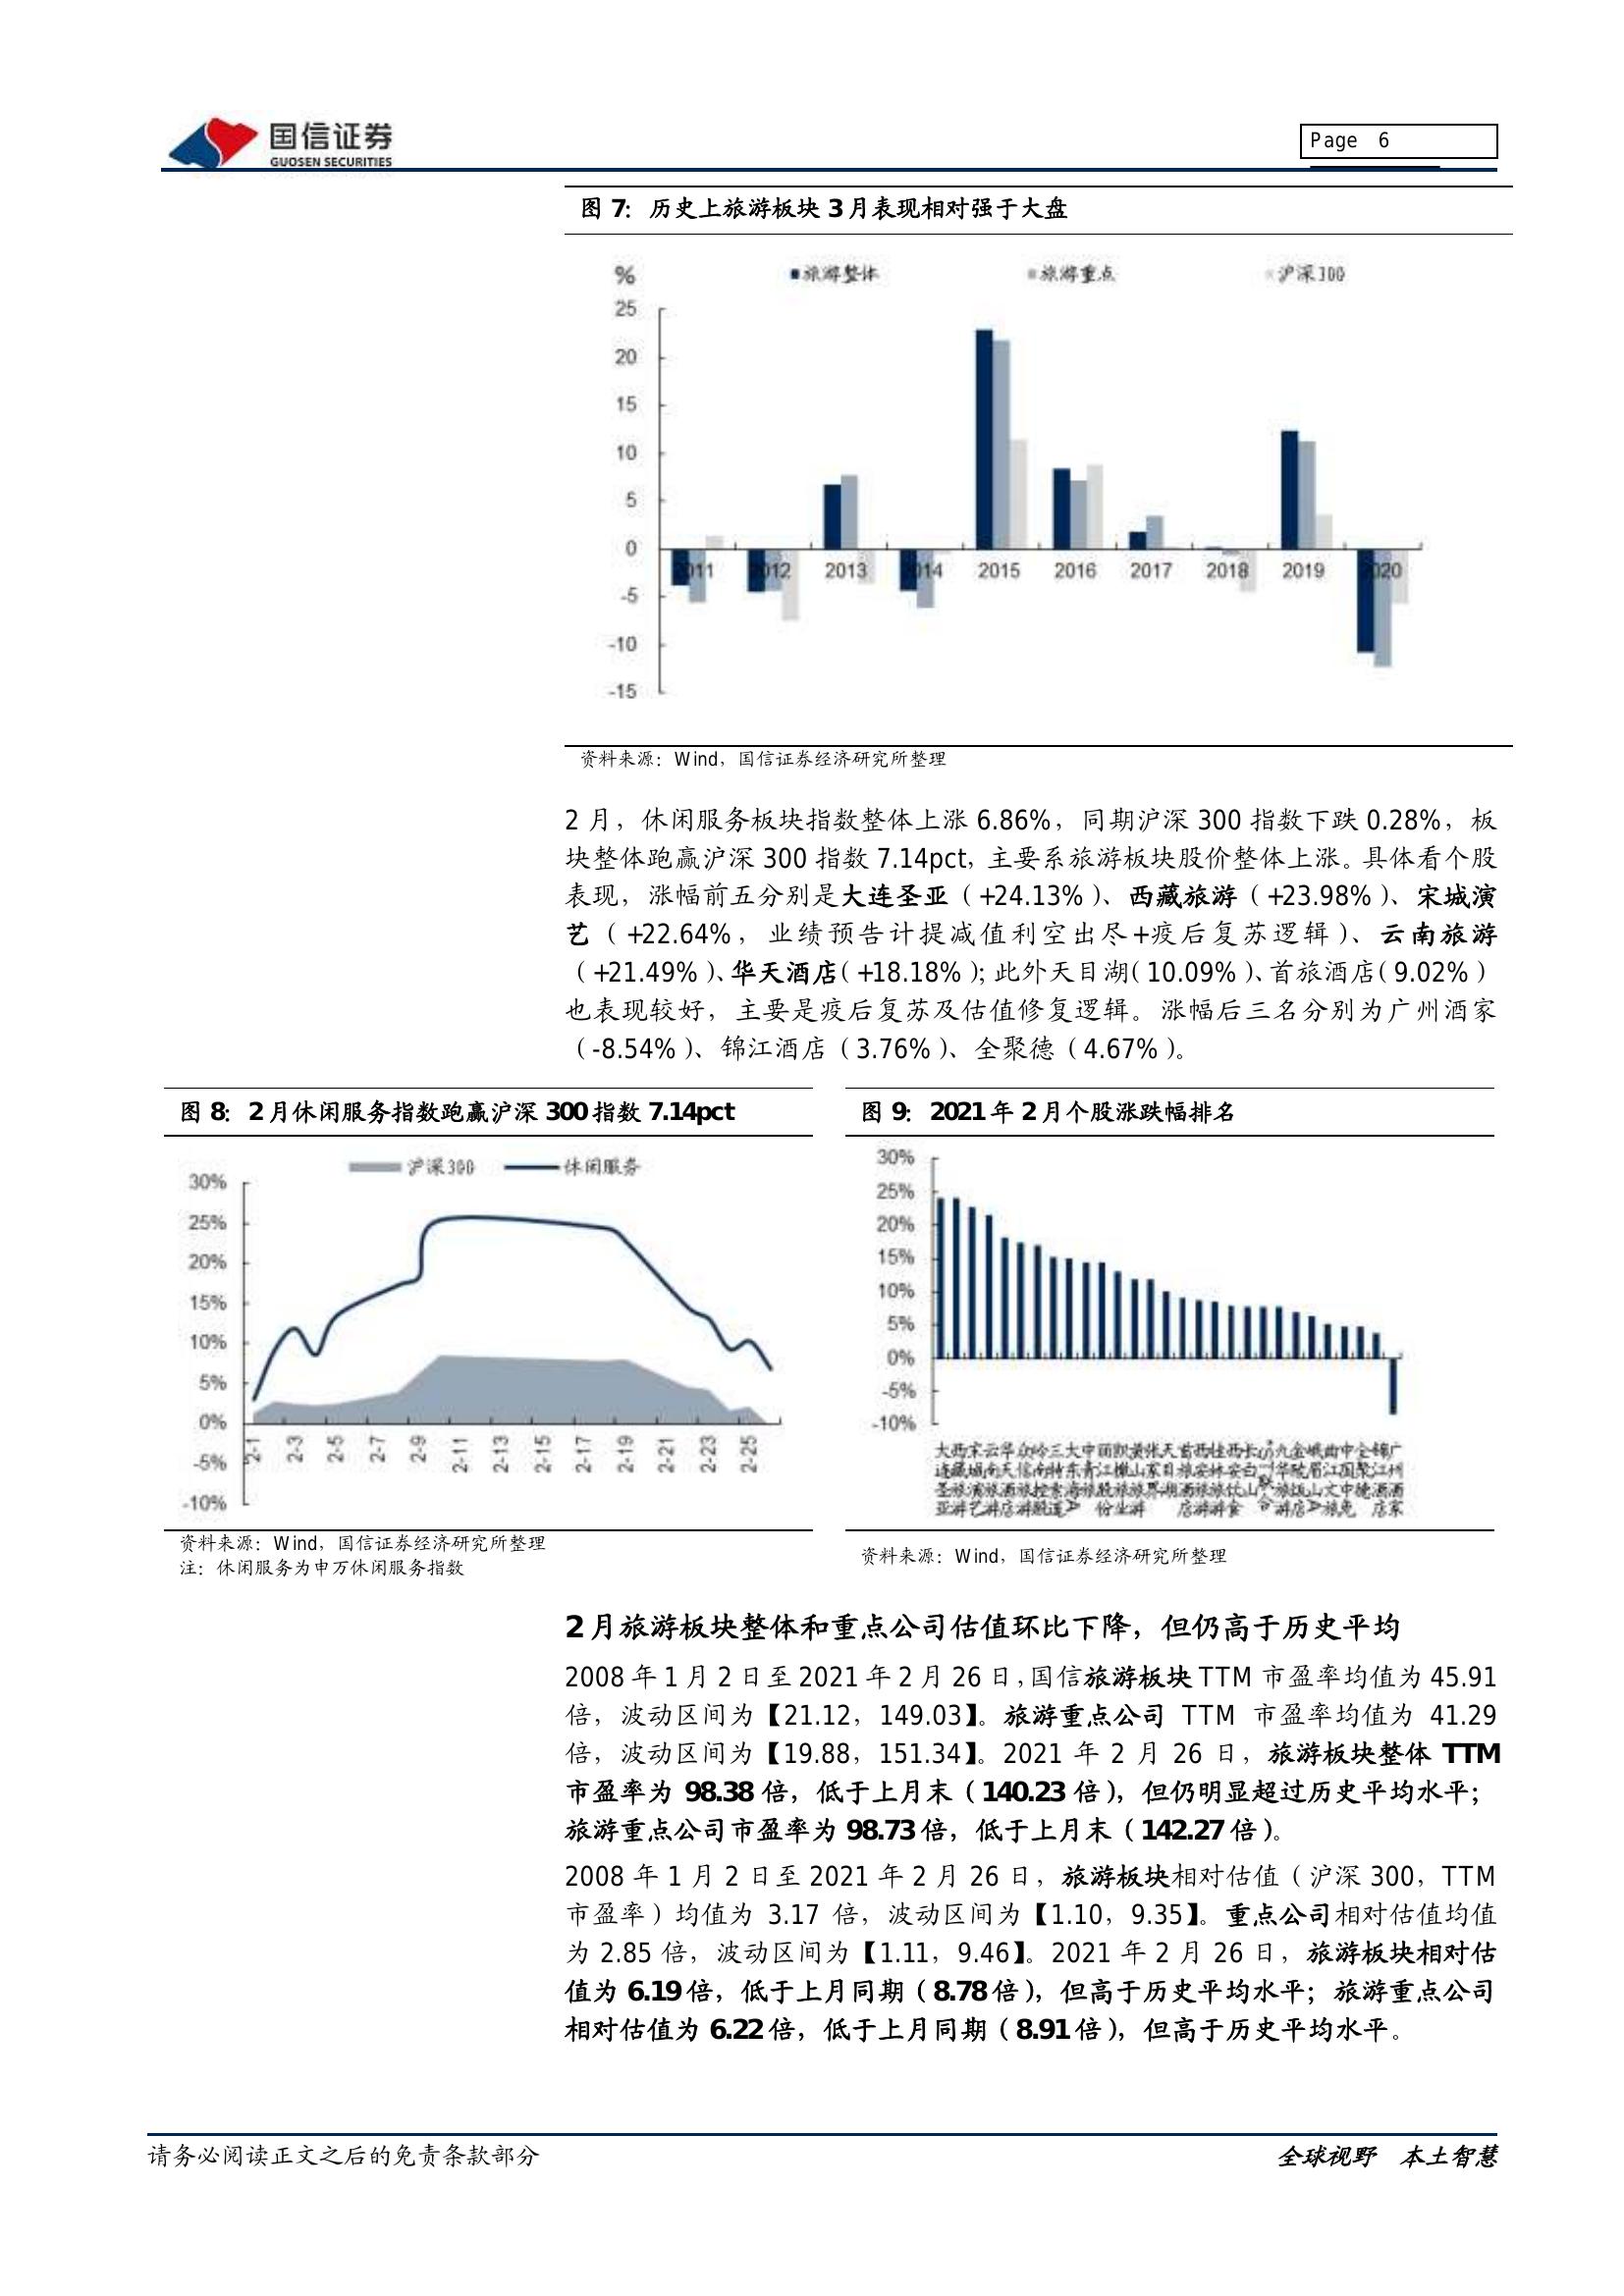 国信证券
GUOSEN SECURITIES
Page 6
图 7：历史上旅游板块 3 月表现相对强于大盘
%
旅游整体 旅游重点 沪深300
25
20
15
10
5
0
-5
-10
-15
2011 2012 2013 2014 2015 2016 2017 2018 2019 2020
资料来源：Wind，国信证券经济研究所整理
2 月，休闲服务板块指数整体上涨 6.86%，同期沪深 300 指数下跌 0.28%，板
块整体跑赢沪深 300 指数 7.14pct，主要系旅游板块股价整体上涨。具体看个股
表现，涨幅前五分别是大连圣亚（+24.13%）、西藏旅游（+23.98%）、宋城演
艺（+22.64%，业绩预告计提减值利空出尽+疫后复苏逻辑）、云南旅游
（+21.49%）、华天酒店（+18.18%）；此外天目湖（10.09%）、首旅酒店（9.02%）
也表现较好，主要是疫后复苏及估值修复逻辑。涨幅后三名分别为广州酒家
（-8.54%）、锦江酒店（3.76%）、全聚德（4.67%）。
图 8：2 月休闲服务指数跑赢沪深 300 指数 7.14pct
沪深300 休闲服务
30%
25%
20%
15%
10%
5%
0%
-5%
-10%
2-1 2-3 2-5 2-7 2-9 2-11 2-13 2-15 2-17 2-19 2-21 2-23 2-25
资料来源：Wind，国信证券经济研究所整理
注：休闲服务为申万休闲服务指数
图 9：2021 年 2 月个股涨跌幅排名
30%
25%
20%
15%
10%
5%
0%
-5%
-10%
资料来源：Wind，国信证券经济研究所整理
2 月旅游板块整体和重点公司估值环比下降，但仍高于历史平均
2008 年 1 月 2 日至 2021 年 2 月 26 日，国信旅游板块 TTM 市盈率均值为 45.91
倍，波动区间为【21.12，149.03】。旅游重点公司 TTM 市盈率均值为 41.29
倍，波动区间为【19.88，151.34】。2021 年 2 月 26 日，旅游板块整体 TTM
市盈率为 98.38 倍，低于上月末（140.23 倍），但仍明显超过历史平均水平；
旅游重点公司市盈率为 98.73 倍，低于上月末（142.27 倍）。
2008 年 1 月 2 日至 2021 年 2 月 26 日，旅游板块相对估值（沪深 300，TTM
市盈率）均值为 3.17 倍，波动区间为【1.10，9.35】。重点公司相对估值均值
为 2.85 倍，波动区间为【1.11，9.46】。2021 年 2 月 26 日，旅游板块相对估
值为 6.19 倍，低于上月同期（8.78 倍），但高于历史平均水平；旅游重点公司
相对估值为 6.22 倍，低于上月同期（8.91 倍），但高于历史平均水平。
请务必阅读正文之后的免责条款部分
全球视野 本土智慧